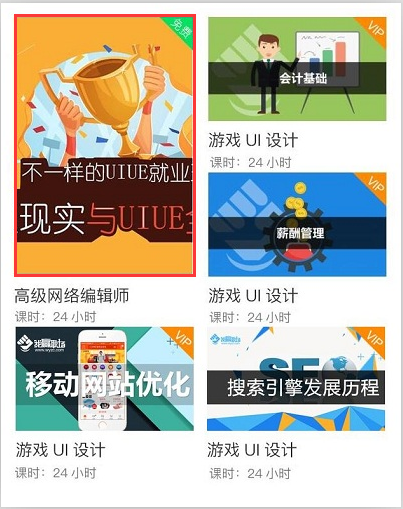 免费
不一样的UIUE就业
现实与UIUE
高级网络编辑师
课时：24 小时
VIP
会计基础
游戏 UI 设计
课时：24 小时
VIP
薪酬管理
游戏 UI 设计
课时：24 小时
VIP
移动网站优化
游戏 UI 设计
课时：24 小时
VIP
SEO
搜索引擎发展历程
游戏 UI 设计
课时：24 小时